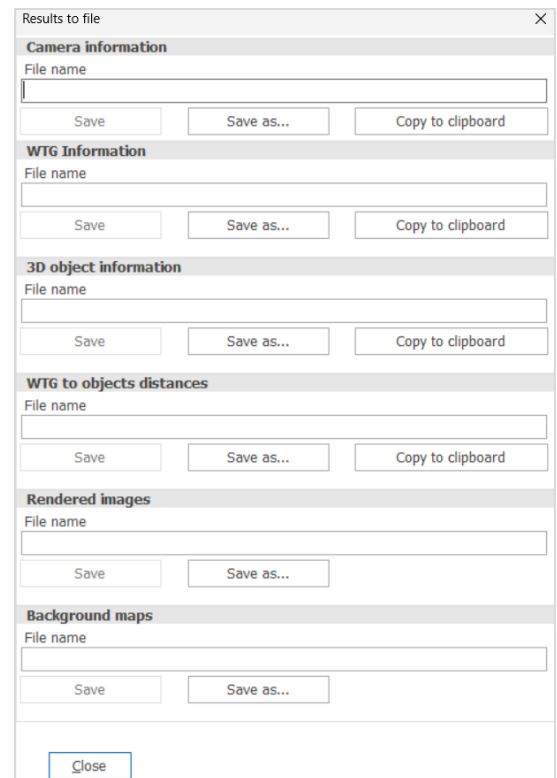 Results to file
Camera information
File name
Save Save as... Copy to clipboard
WTG Information
File name
Save Save as... Copy to clipboard
3D object information
File name
Save Save as... Copy to clipboard
WTG to objects distances
File name
Save Save as... Copy to clipboard
Rendered images
File name
Save Save as...
Background maps
File name
Save Save as...
Close